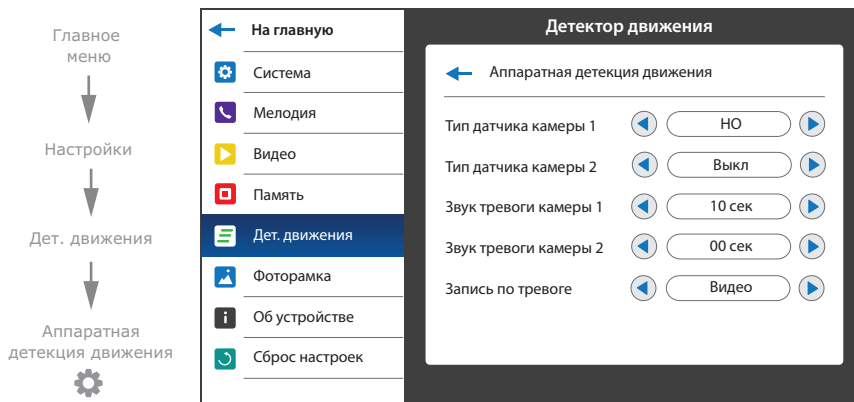 Главное
меню
Настройки
Дет. движения
Аппаратная
детекция движения
На главную
Система
Мелодия
Видео
Память
Дет. движения
Фоторамка
Об устройстве
Сброс настроек
Детектор движения
Аппаратная детекция движения
Тип датчика камеры 1 НО
Тип датчика камеры 2 Выкл
Звук тревоги камеры 1 10 сек
Звук тревоги камеры 2 00 сек
Запись по тревоге Видео